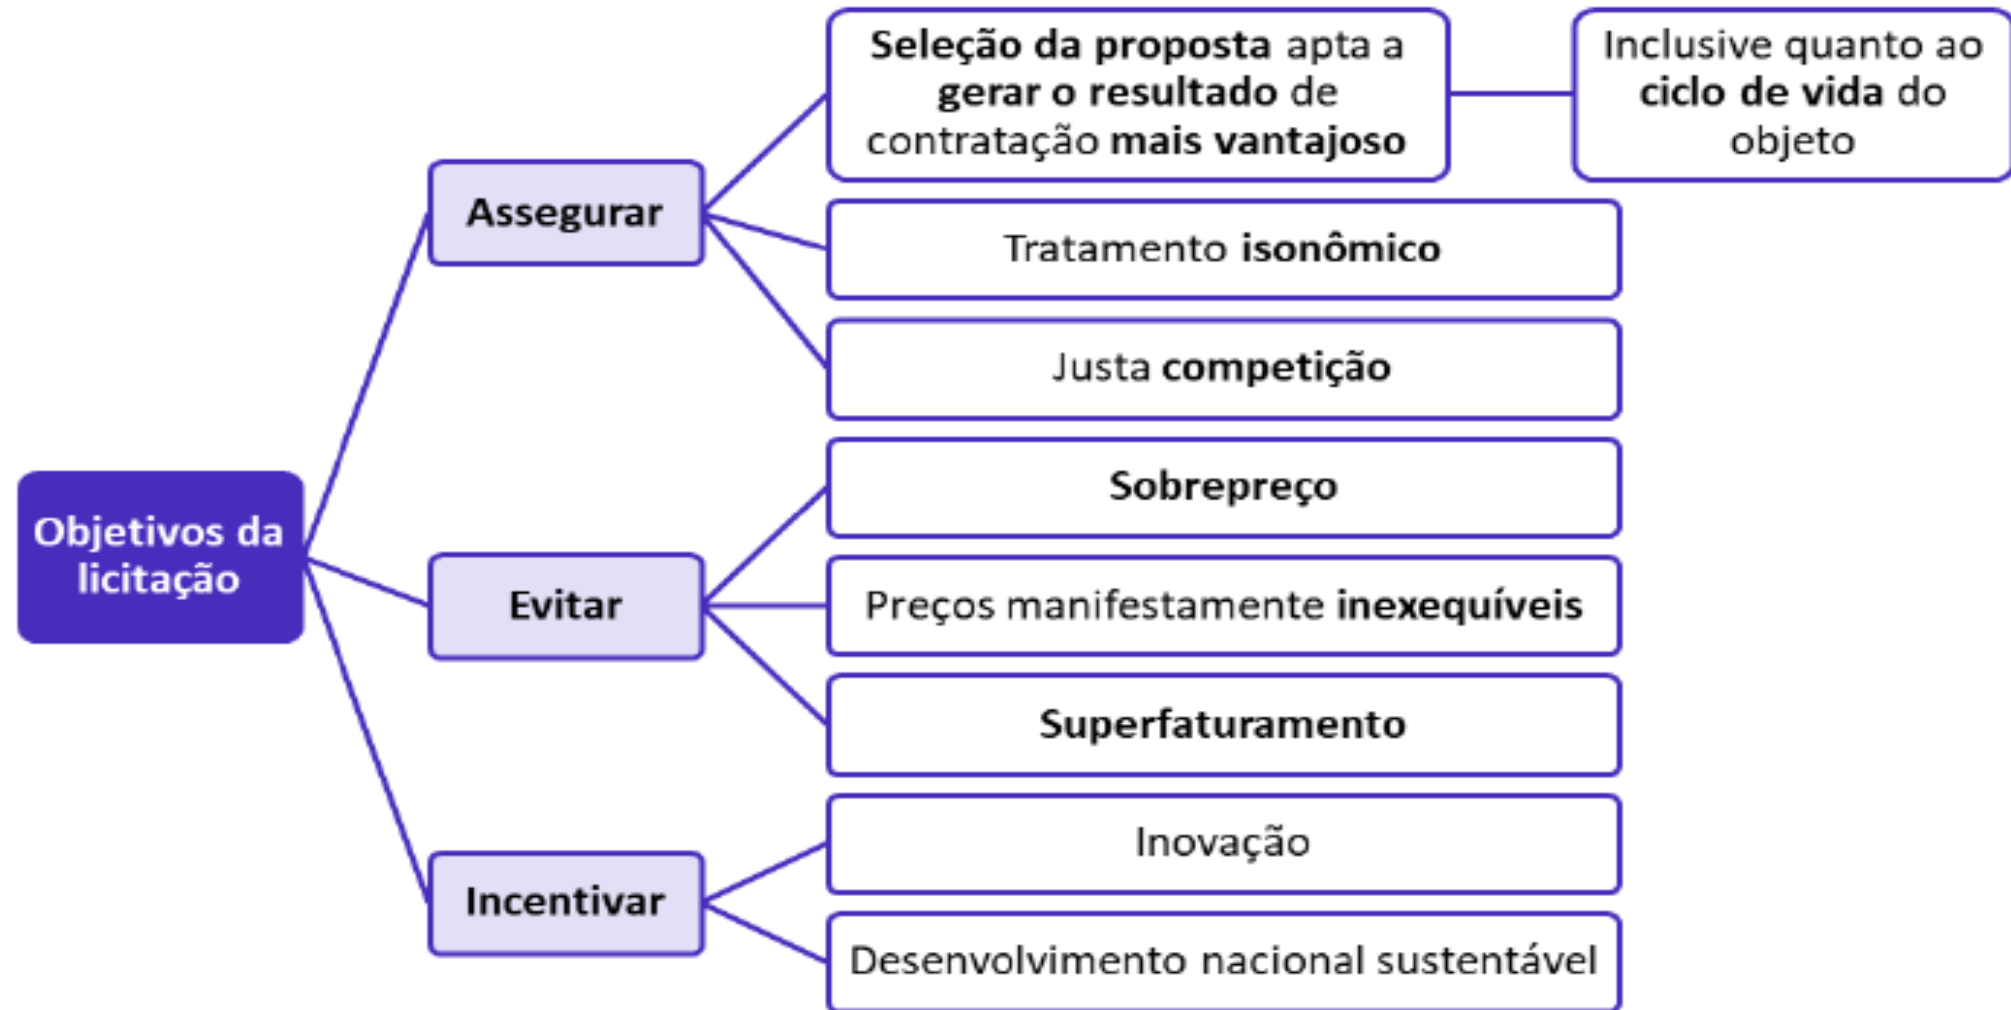 Objetivos da
licitação
Assegurar
Seleção da proposta apta a
gerar o resultado de
contratação mais vantajoso
Inclusive quanto ao
ciclo de vida do
objeto
Tratamento isonômico
Justa competição
Evitar
Sobrepreço
Preços manifestamente inexequíveis
Superfaturamento
Incentivar
Inovação
Desenvolvimento nacional sustentável